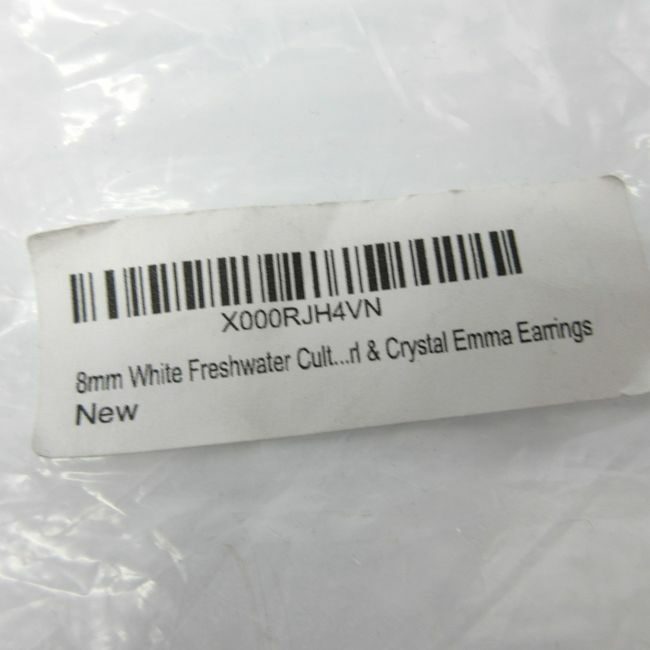 X000RJH4VN
8mm White Freshwater Cult...rl & Crystal Emma Earrings
New